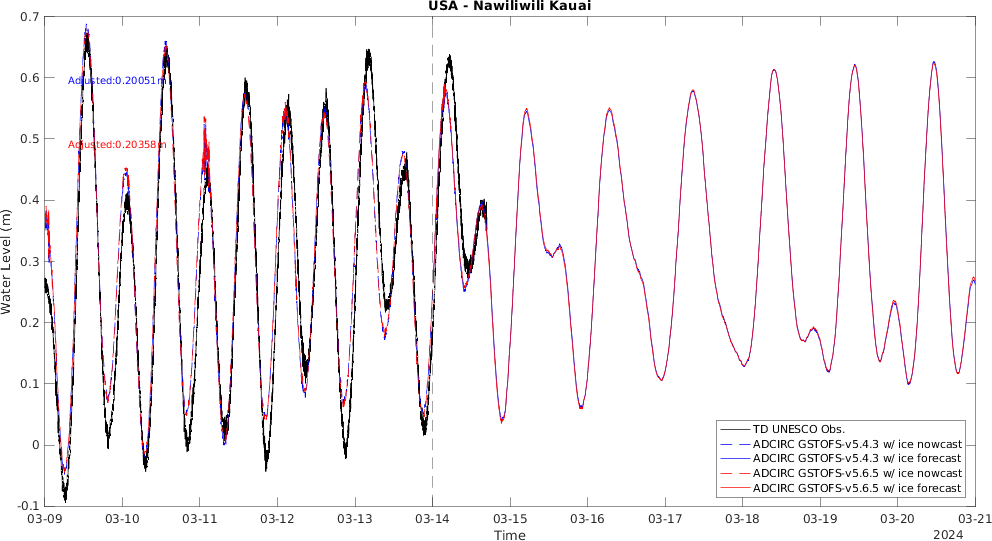 USA - Nawiliwili Kauai
0.7
0.6
0.5
0.4
0.3
0.2
0.1
0
-0.1
Water Level (m)
Adjusted:0.20051m
Adjusted:0.20358m
TD UNESCO Obs.
ADCIRC GSTOFS-v5.4.3 w/ ice nowcast
ADCIRC GSTOFS-v5.4.3 w/ ice forecast
ADCIRC GSTOFS-v5.6.5 w/ ice nowcast
ADCIRC GSTOFS-v5.6.5 w/ ice forecast
03-09 03-10 03-11 03-12 03-13 03-14 03-15 03-16 03-17 03-18 03-19 03-20 03-21
Time
2024